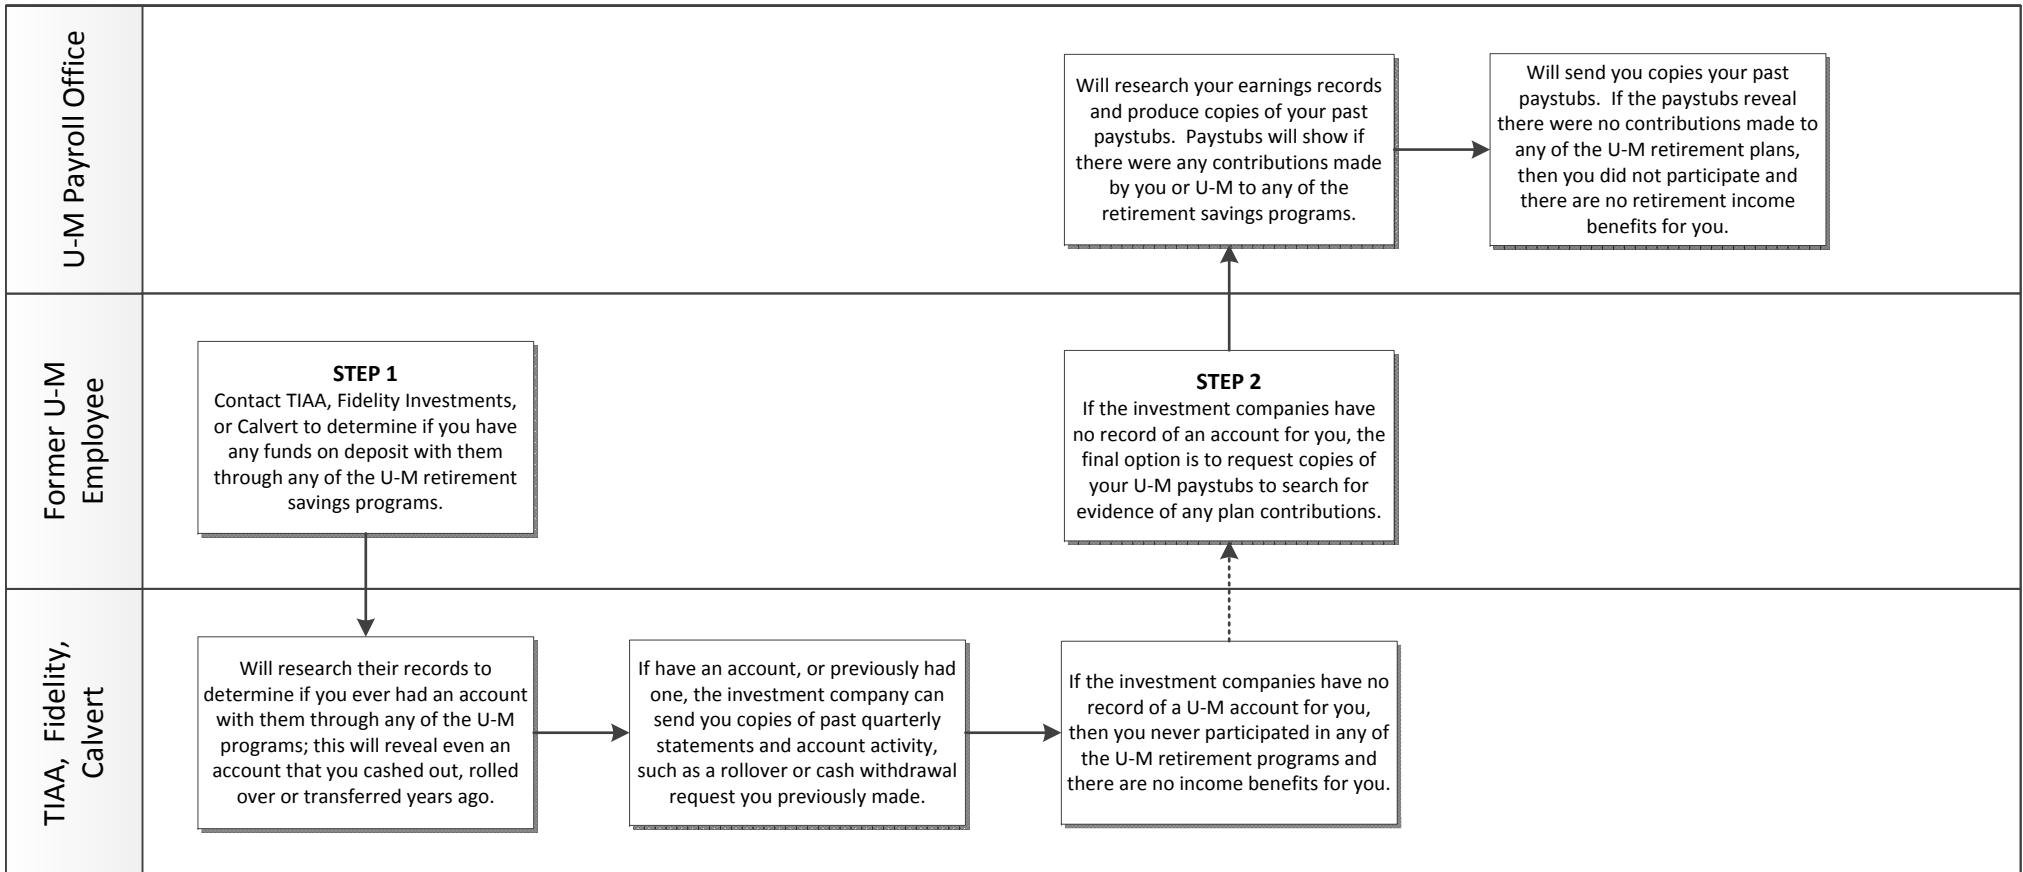 U-M Payroll Office
Will research your earnings records
and produce copies of your past
paystubs. Paystubs will show if
there were any contributions made
by you or U-M to any of the
retirement savings programs.
Will send you copies your past
paystubs. If the paystubs reveal
there were no contributions made to
any of the U-M retirement plans,
then you did not participate and
there are no retirement income
benefits for you.
Former U-M
Employee
STEP 1
Contact TIAA, Fidelity Investments,
or Calvert to determine if you have
any funds on deposit with them
through any of the U-M retirement
savings programs.
STEP 2
If the investment companies have
no record of an account for you, the
final option is to request copies of
your U-M paystubs to search for
evidence of any plan contributions.
TIAA, Fidelity,
Calvert
Will research their records to
determine if you ever had an account
with them through any of the U-M
programs; this will reveal even an
account that you cashed out, rolled
over or transferred years ago.
If have an account, or previously had
one, the investment company can
send you copies of past quarterly
statements and account activity,
such as a rollover or cash withdrawal
request you previously made.
If the investment companies have no
record of a U-M account for you,
then you never participated in any of
the U-M retirement programs and
there are no income benefits for you.